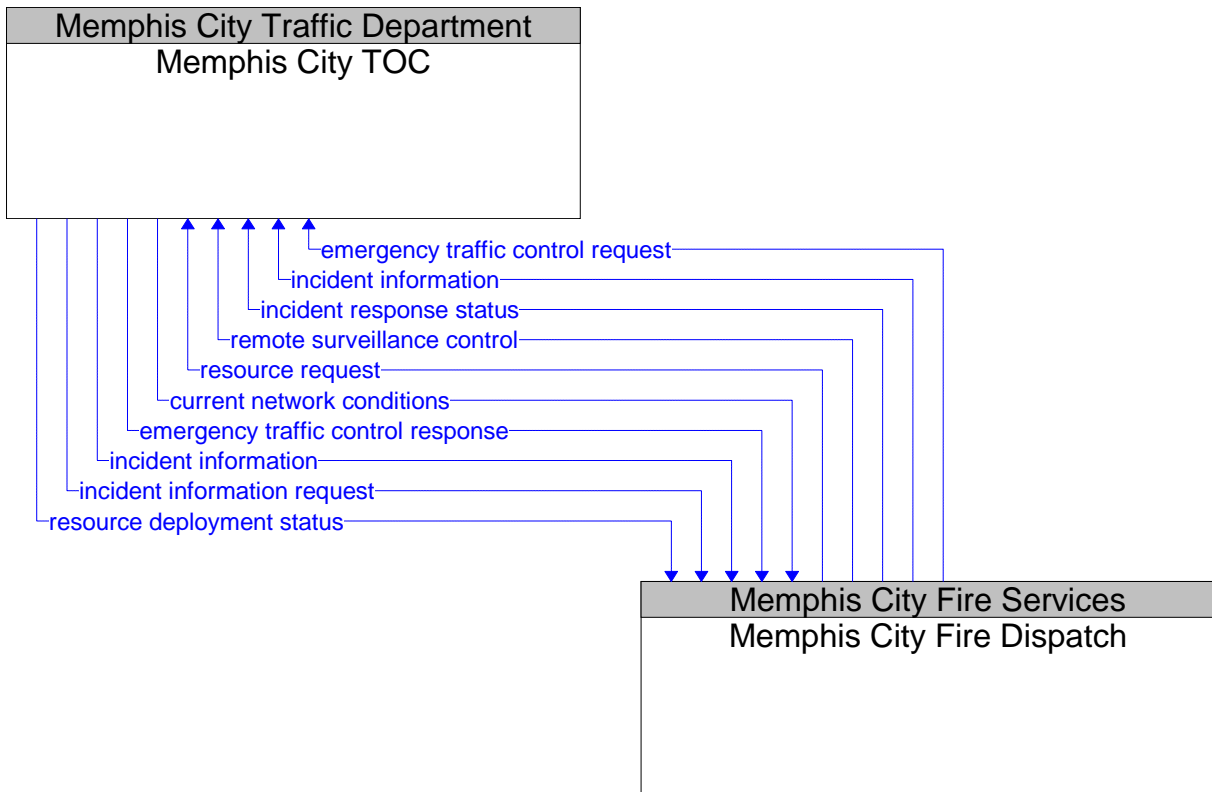 Memphis City Traffic Department
Memphis City TOC
emergency traffic control request
incident information
incident response status
remote surveillance control
resource request
current network conditions
emergency traffic control response
incident information
incident information request
resource deployment status
Memphis City Fire Services
Memphis City Fire Dispatch